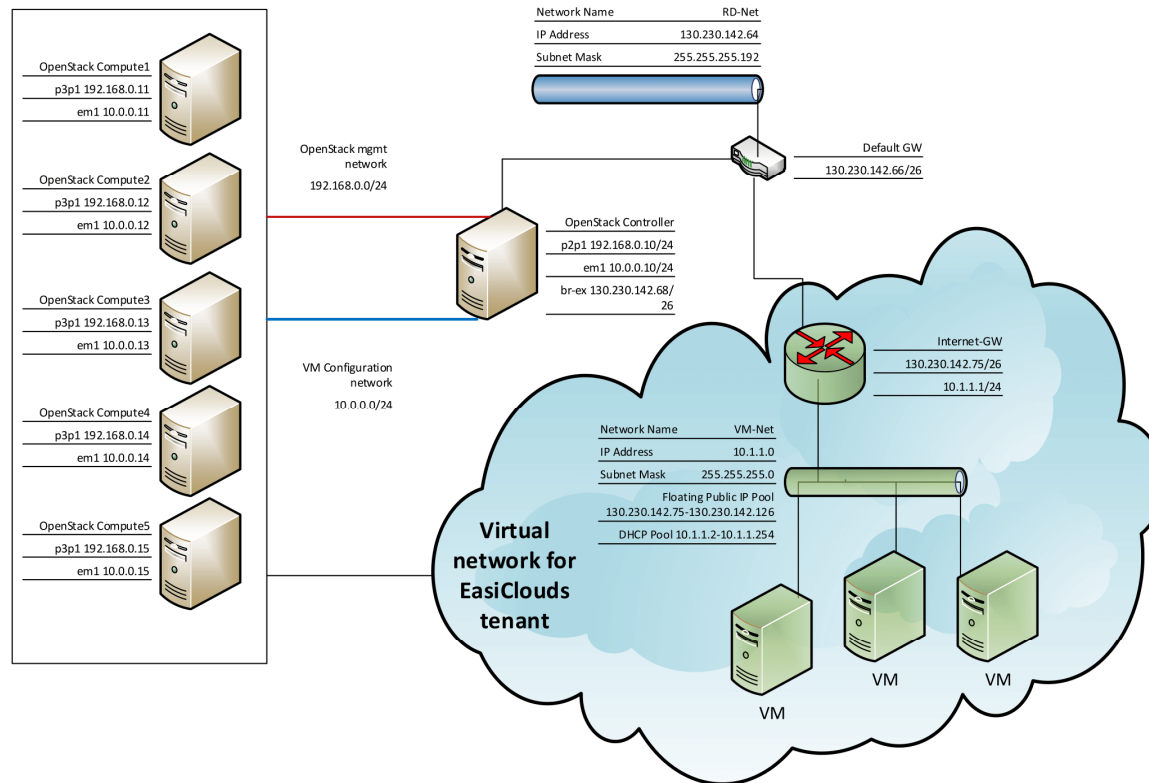 Network Name RD-Net
IP Address 130.230.142.64
Subnet Mask 255.255.255.192
OpenStack Compute1
p3p1 192.168.0.11
em1 10.0.0.11
OpenStack Compute2
p3p1 192.168.0.12
em1 10.0.0.12
OpenStack Compute3
p3p1 192.168.0.13
em1 10.0.0.13
OpenStack Compute4
p3p1 192.168.0.14
em1 10.0.0.14
OpenStack Compute5
p3p1 192.168.0.15
em1 10.0.0.15
OpenStack mgmt
network
192.168.0.0/24
VM Configuration
network
10.0.0.0/24
OpenStack Controller
p2p1 192.168.0.10/24
em1 10.0.0.10/24
br-ex 130.230.142.68/
26
Default GW
130.230.142.66/26
Internet-GW
130.230.142.75/26
10.1.1.1/24
Network Name VM-Net
IP Address 10.1.1.0
Subnet Mask 255.255.255.0
Floating Public IP Pool
130.230.142.75-130.230.142.126
DHCP Pool 10.1.1.2-10.1.1.254
Virtual
network for
EasiClouds
tenant
VM
VM
VM